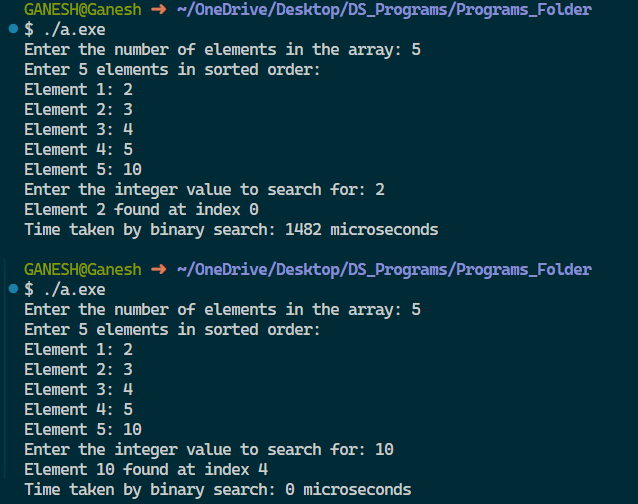 GANESH@Ganesh ➜ ~/OneDrive/Desktop/DS_Programs/Programs_Folder
$ ./a.exe
Enter the number of elements in the array: 5
Enter 5 elements in sorted order:
Element 1: 2
Element 2: 3
Element 3: 4
Element 4: 5
Element 5: 10
Enter the integer value to search for: 2
Element 2 found at index 0
Time taken by binary search: 1482 microseconds
GANESH@Ganesh ➜ ~/OneDrive/Desktop/DS_Programs/Programs_Folder
$ ./a.exe
Enter the number of elements in the array: 5
Enter 5 elements in sorted order:
Element 1: 2
Element 2: 3
Element 3: 4
Element 4: 5
Element 5: 10
Enter the integer value to search for: 10
Element 10 found at index 4
Time taken by binary search: 0 microseconds